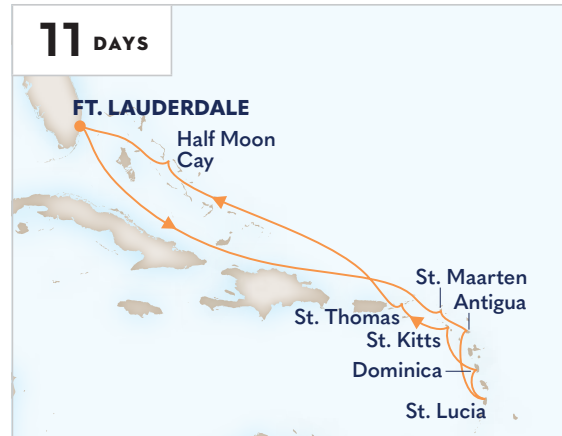 11 DAYS
FT. LAUDERDALE
Half Moon
Cay
St. Maarten
Antigua
St. Thomas
St. Kitts
Dominica
St. Lucia